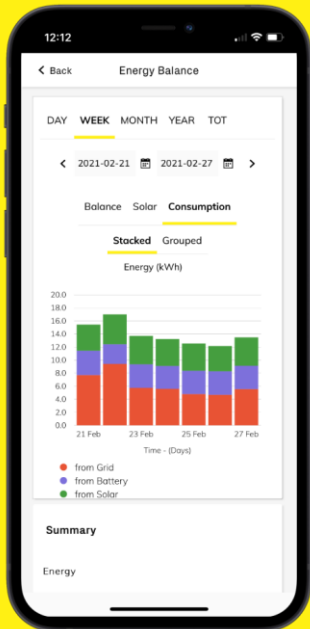 12:12
Back Energy Balance
DAY WEEK MONTH YEAR TOT
2021-02-21 2021-02-27
Balance Solar Consumption
Stacked Grouped
Energy (kWh)
20.0
18.0
16.0
14.0
12.0
10.0
8.0
6.0
4.0
2.0
0.0
21 Feb 23 Feb 25 Feb 27 Feb
Time - (Days)
from Grid
from Battery
from Solar
Summary
Energy